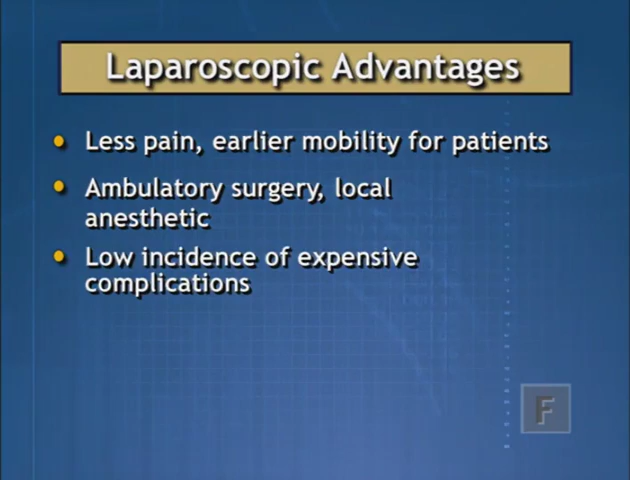 Laparoscopic Advantages
• Less pain, earlier mobility for patients
• Ambulatory surgery, local
anesthetic
• Low incidence of expensive
complications
F